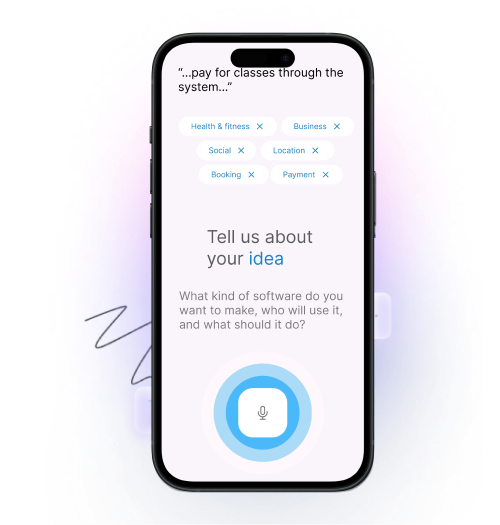 “...pay for classes through the
system...”
Health & fitness ×
Business ×
Social ×
Location ×
Booking ×
Payment ×
Tell us about
your idea
What kind of software do you
want to make, who will use it,
and what should it do?